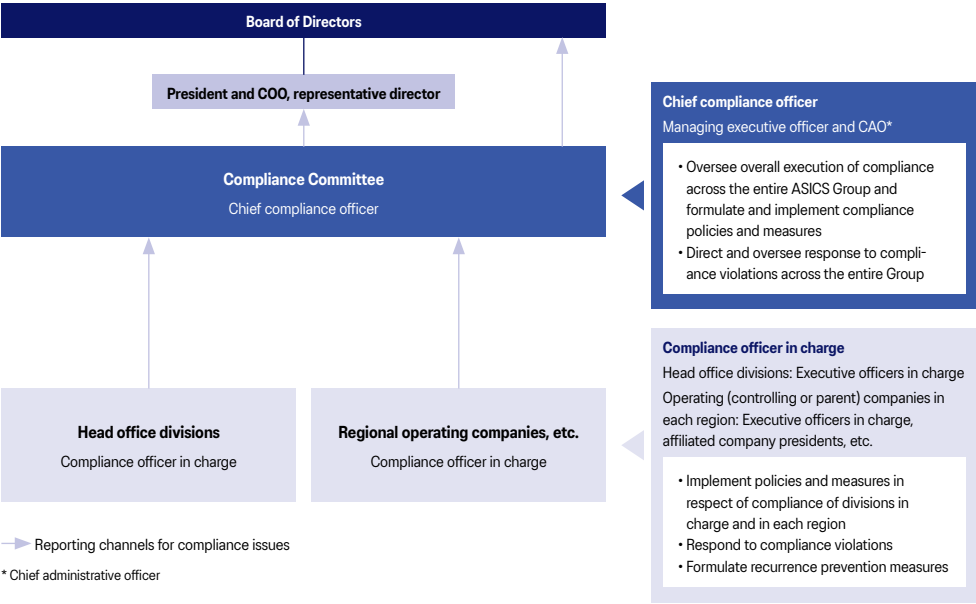 Board of Directors
President and COO, representative director
Compliance Committee
Chief compliance officer
Head office divisions
Compliance officer in charge
Regional operating companies, etc.
Compliance officer in charge
Reporting channels for compliance issues
* Chief administrative officer
Chief compliance officer
Managing executive officer and CAO*
• Oversee overall execution of compliance
across the entire ASICS Group and
formulate and implement compliance
policies and measures
• Direct and oversee response to compli-
ance violations across the entire Group
Compliance officer in charge
Head office divisions: Executive officers in charge
Operating (controlling or parent) companies in
each region: Executive officers in charge,
affiliated company presidents, etc.
• Implement policies and measures in
respect of compliance of divisions in
charge and in each region
• Respond to compliance violations
• Formulate recurrence prevention measures